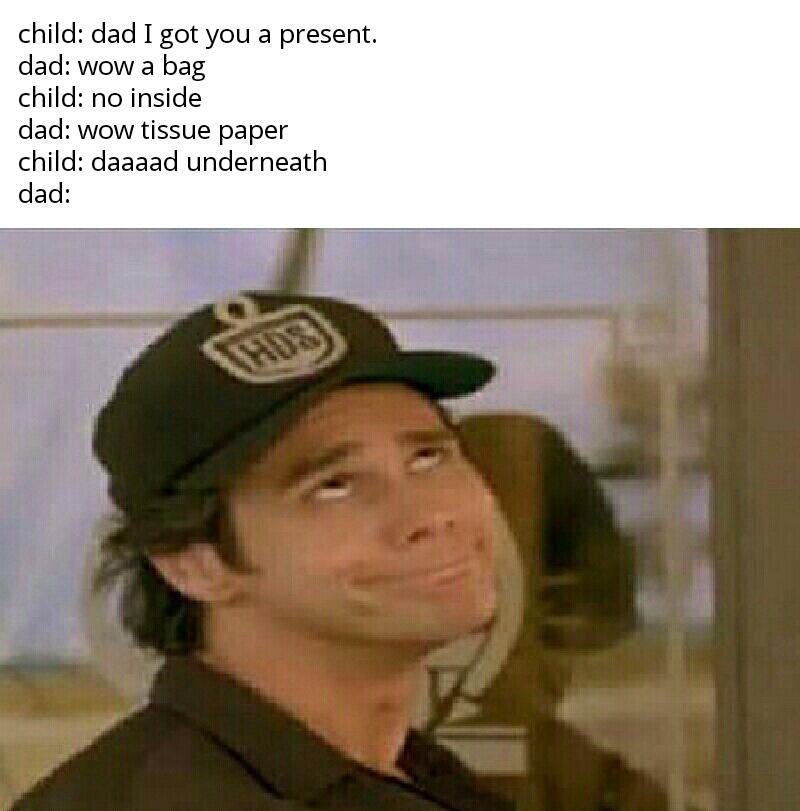 child: dad I got you a present.
dad: wow a bag
child: no inside
dad: wow tissue paper
child: daaaad underneath
dad:
HDS